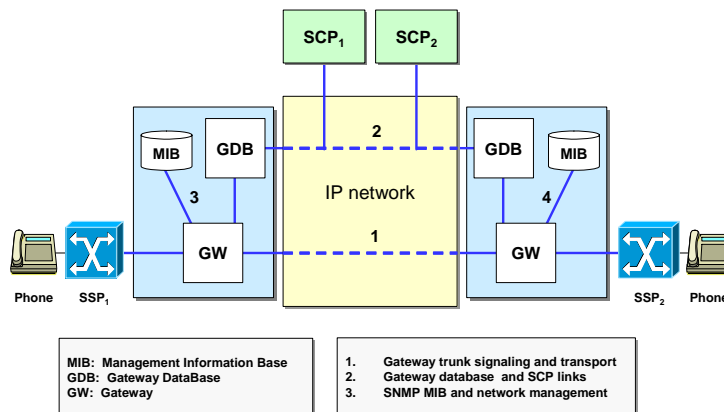 SCP1 SCP2
2
MIB GDB GDB MIB
3 IP network 4
1
GW GW
Phone SSP1 SSP2 Phone
MIB: Management Information Base
GDB: Gateway DataBase
GW: Gateway
1. Gateway trunk signaling and transport
2. Gateway database and SCP links
3. SNMP MIB and network management